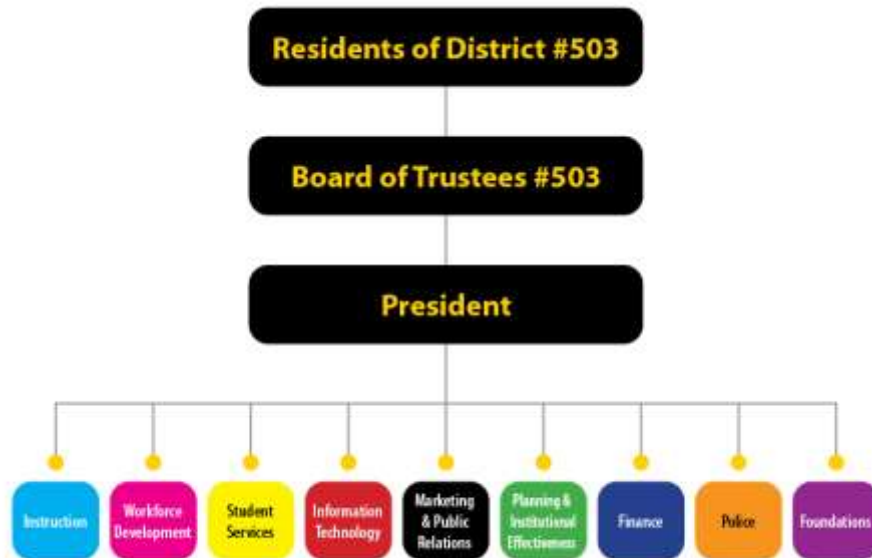 Residents of District #503
Board of Trustees #503
President
Instruction
Workforce
Development
Student
Services
Information
Technology
Marketing
& Public
Relations
Planning &
Institutional
Effectiveness
Finance
Police
Foundations